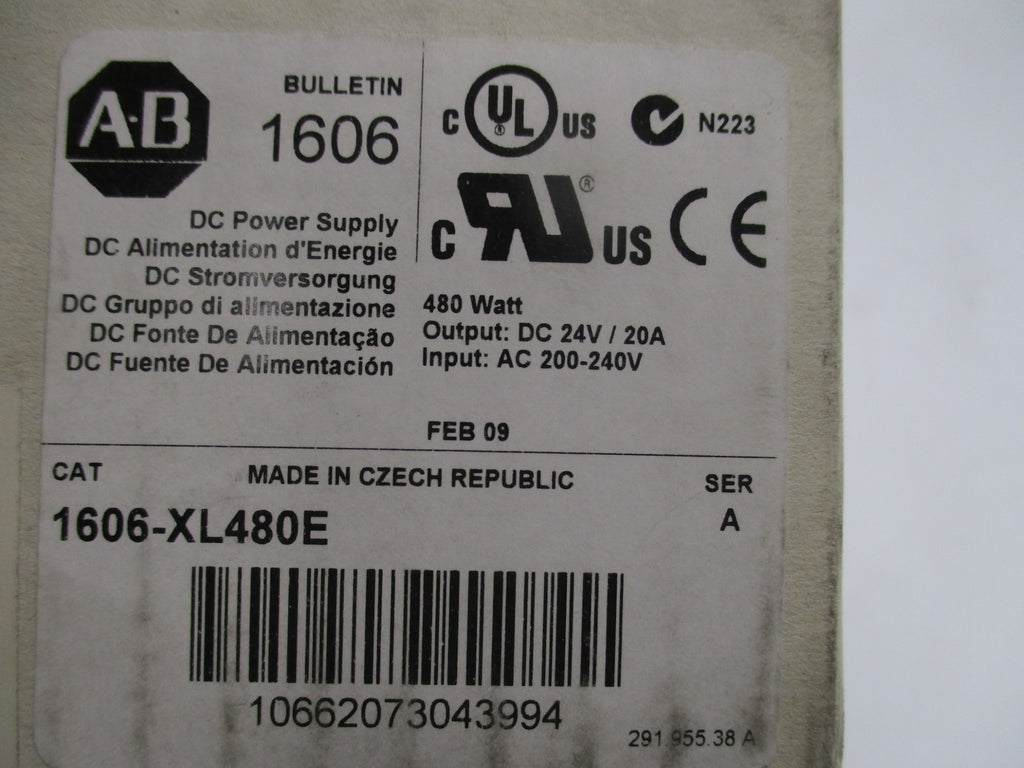 A-B
BULLETIN
1606
DC Power Supply
DC Alimentation d'Energie
DC Stromversorgung
DC Gruppo di alimentazione
DC Fonte De Alimentação
DC Fuente De Alimentación
C UL ® US
N223
C RU ® US
CE
480 Watt
Output: DC 24V / 20A
Input: AC 200-240V
FEB 09
CAT
MADE IN CZECH REPUBLIC
SER
1606-XL480E
A
10662073043994
291.955.38 A